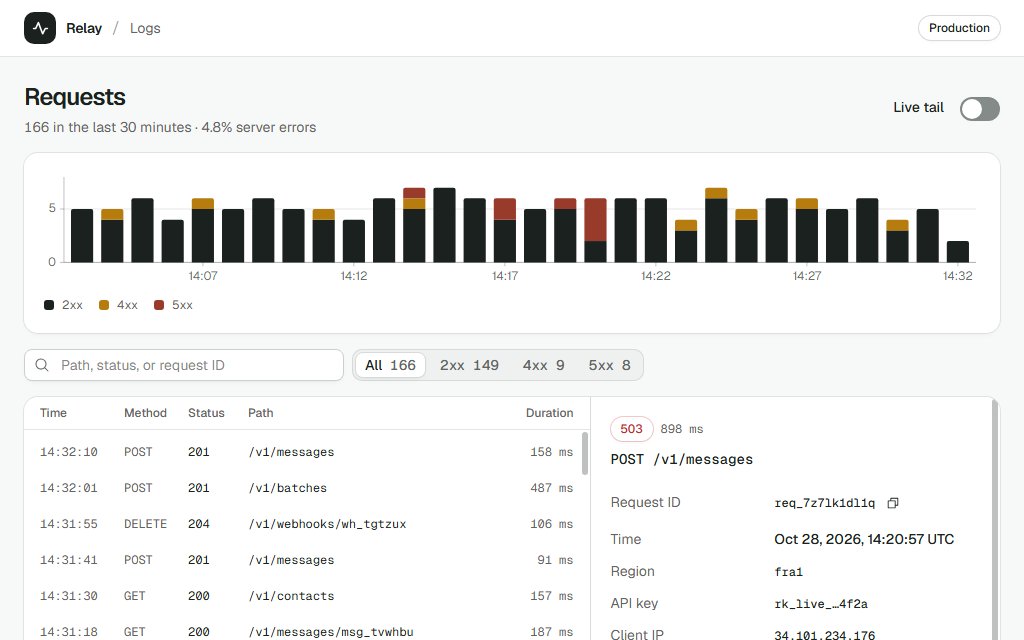 Relay / Logs
Production
Requests
166 in the last 30 minutes · 4.8% server errors
Live tail
5
0
14:07 14:12 14:17 14:22 14:27 14:32
2xx 4xx 5xx
Path, status, or request ID
All 166 2xx 149 4xx 9 5xx 8
Time Method Status Path Duration
14:32:10 POST 201 /v1/messages 158 ms
14:32:01 POST 201 /v1/batches 487 ms
14:31:55 DELETE 204 /v1/webhooks/wh_tgtzux 106 ms
14:31:41 POST 201 /v1/messages 91 ms
14:31:30 GET 200 /v1/contacts 157 ms
14:31:18 GET 200 /v1/messages/msg_tvwhbu 187 ms
503 898 ms
POST /v1/messages
Request ID req_7z7lk1dl1q
Time Oct 28, 2026, 14:20:57 UTC
Region fra1
API key rk_live_…4f2a
Client IP 34.101.234.176